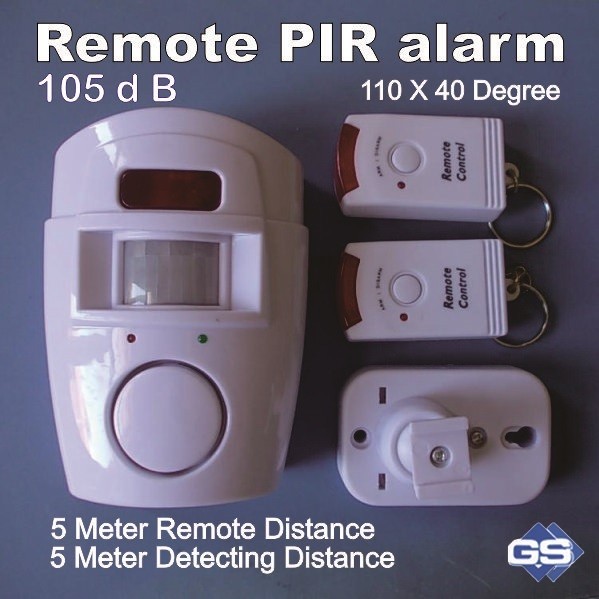 Remote PIR alarm
105 d B
110 X 40 Degree
Remote
Control
Remote
Control
5 Meter Remote Distance
5 Meter Detecting Distance
GS